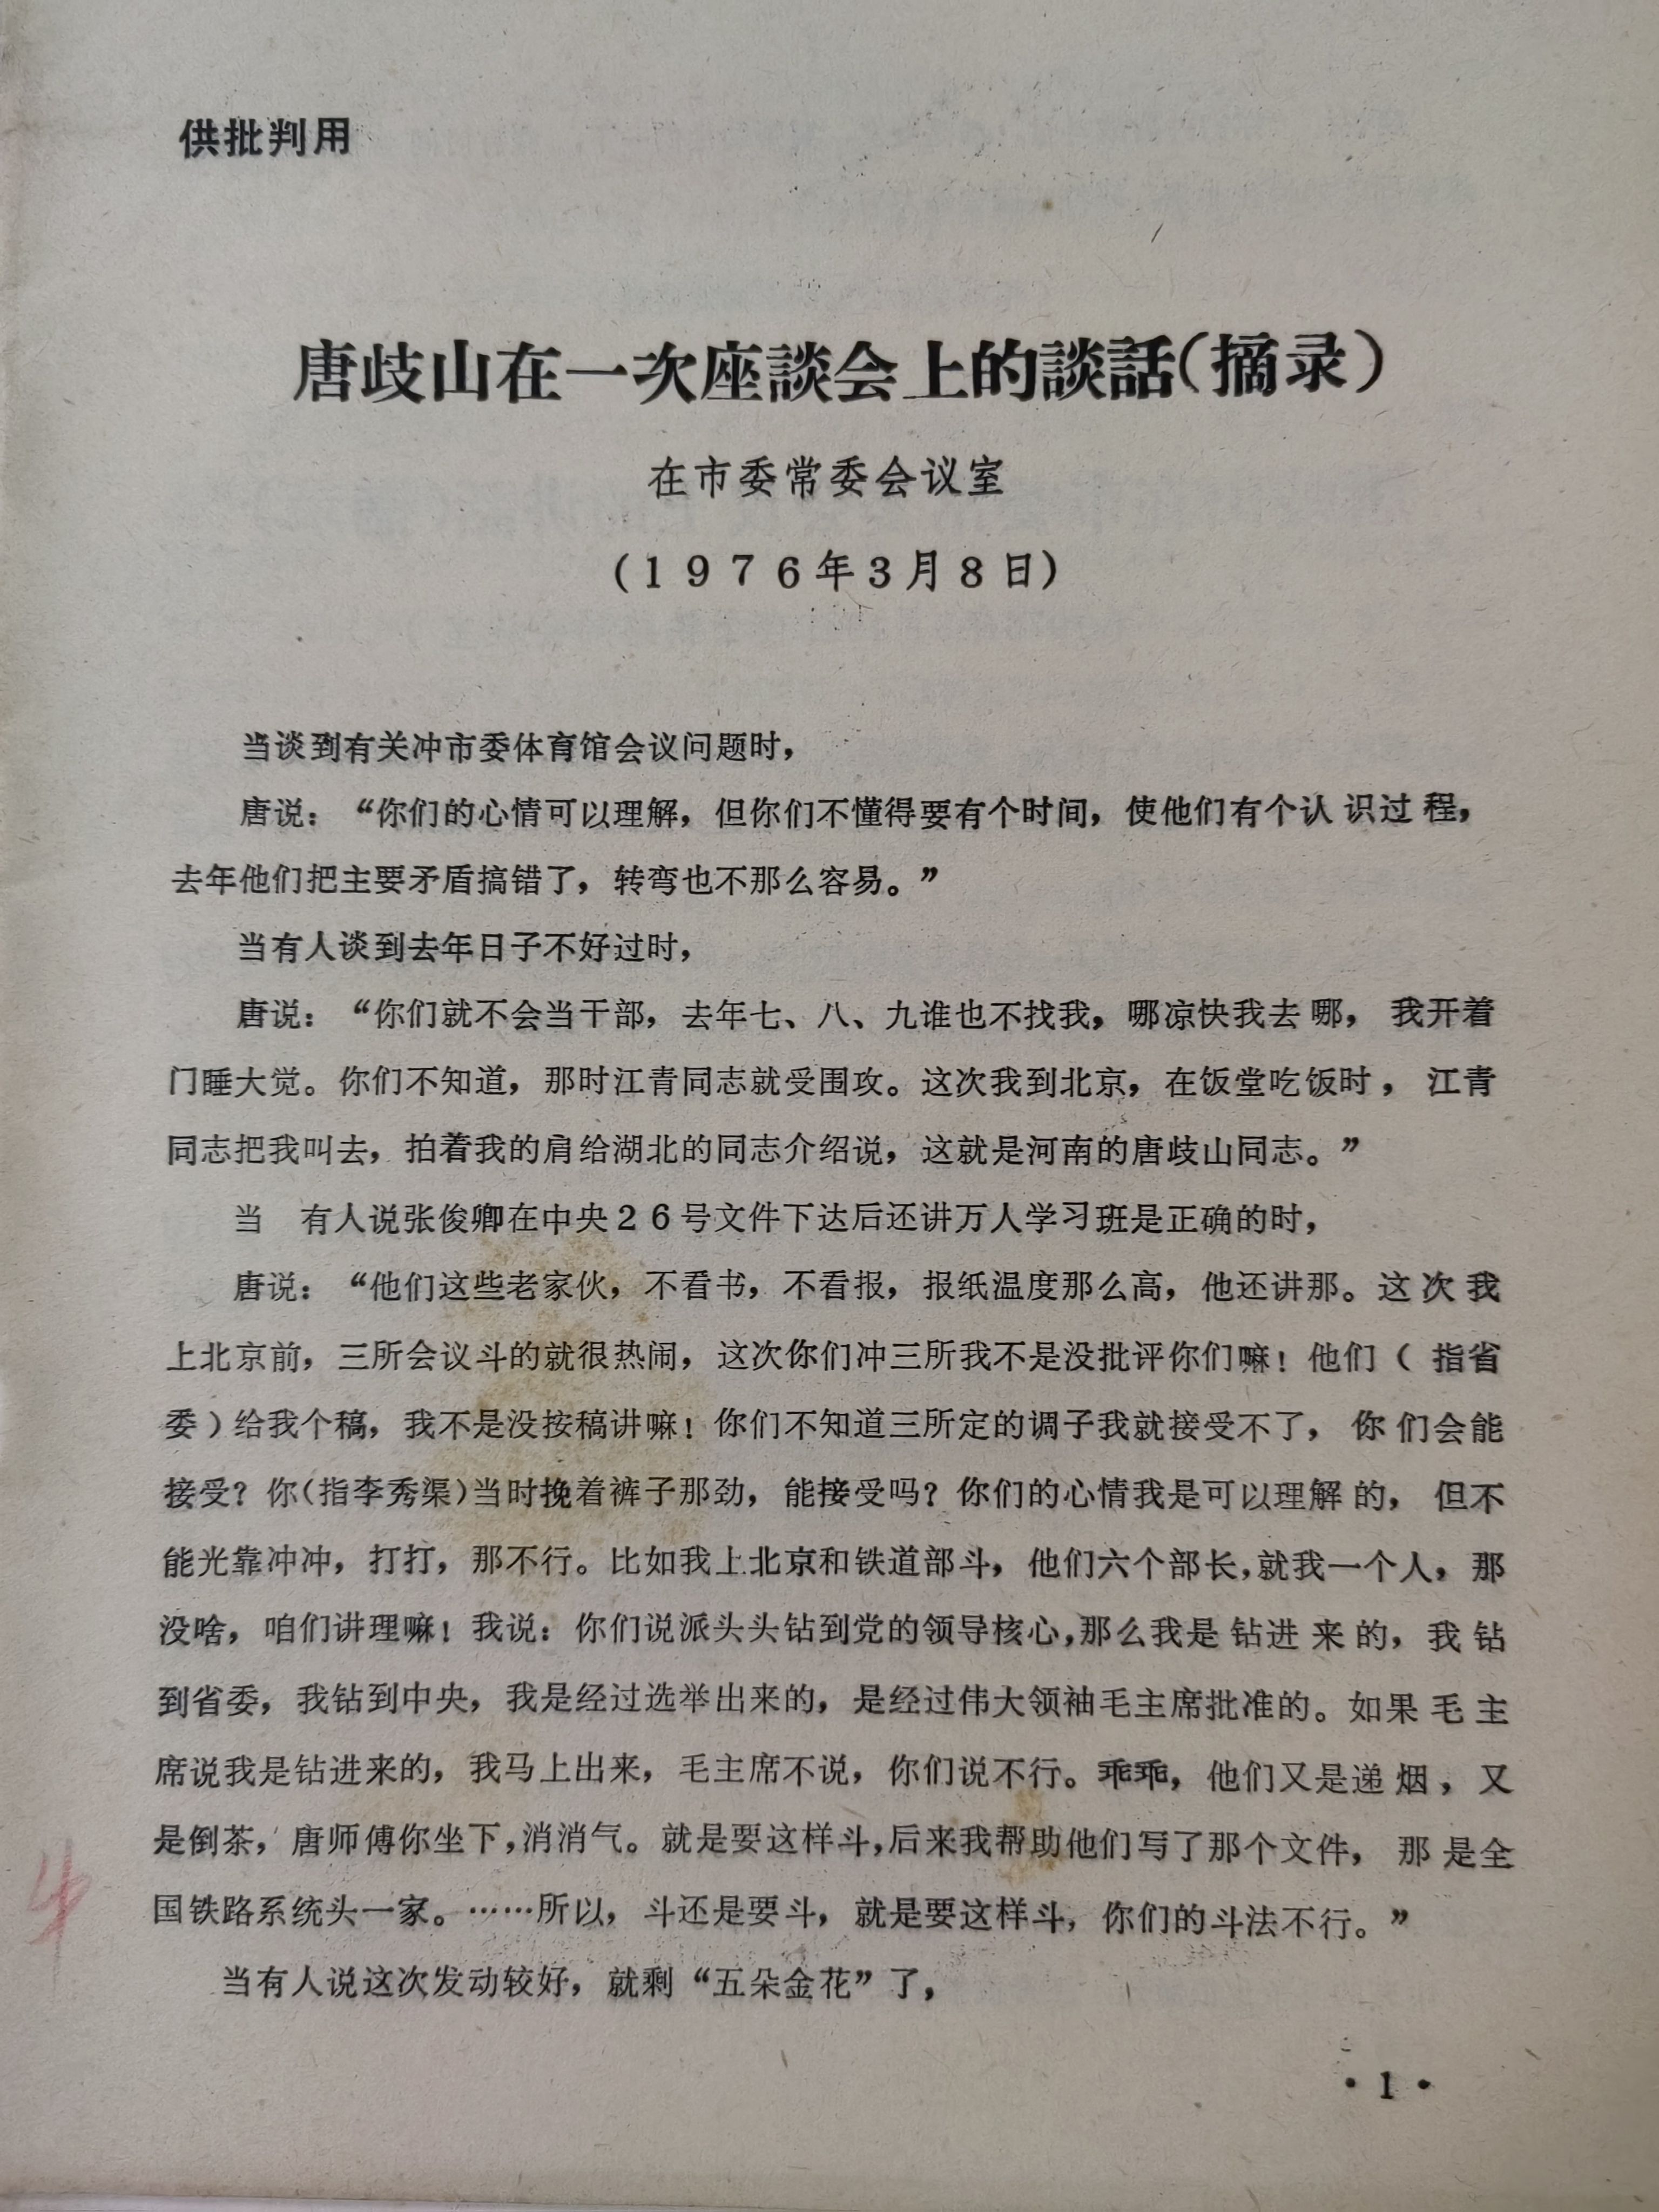 供批判用
唐歧山在一次座談会上的談話（摘录）
在市委常委会议室
（１９７６年３月８日）
当谈到有关冲市委体育馆会议问题时，
唐说：“你们的心情可以理解，但你们不懂得要有个时间，使他们有个认识过程，
去年他们把主要矛盾搞错了，转弯也不那么容易。”
当有人谈到去年日子不好过时，
唐说：“你们就不会当干部，去年七、八、九谁也不找我，哪凉快我去哪，我开着
门睡大觉。你们不知道，那时江青同志就受围攻。这次我到北京，在饭堂吃饭时，江青
同志把我叫去，拍着我的肩给湖北的同志介绍说，这就是河南的唐歧山同志。”
当　有人说张俊卿在中央２６号文件下达后还讲万人学习班是正确的时，
唐说：“他们这些老家伙，不看书，不看报，报纸温度那么高，他还讲那。这次我
上北京前，三所会议斗的就很热闹，这次你们冲三所我不是没批评你们嘛！他们（指省
委）给我个稿，我不是没按稿讲嘛！你们不知道三所定的调子我就接受不了，你们会能
接受？你（指李秀渠）当时挽着裤子那劲，能接受吗？你们的心情我是可以理解的，但不
能光靠冲冲，打打，那不行。比如我上北京和铁道部斗，他们六个部长，就我一个人，那
没啥，咱们讲理嘛！我说：你们说派头头钻到党的领导核心，那么我是钻进来的，我钻
到省委，我钻到中央，我是经过选举出来的，是经过伟大领袖毛主席批准的。如果毛主
席说我是钻进来的，我马上出来，毛主席不说，你们说不行。乖乖，他们又是递烟，又
是倒茶，唐师傅你坐下，消消气。就是要这样斗，后来我帮助他们写了那个文件，那是全
国铁路系统头一家。……所以，斗还是要斗，就是要这样斗，你们的斗法不行。”
当有人说这次发动较好，就剩“五朵金花”了，
·１·